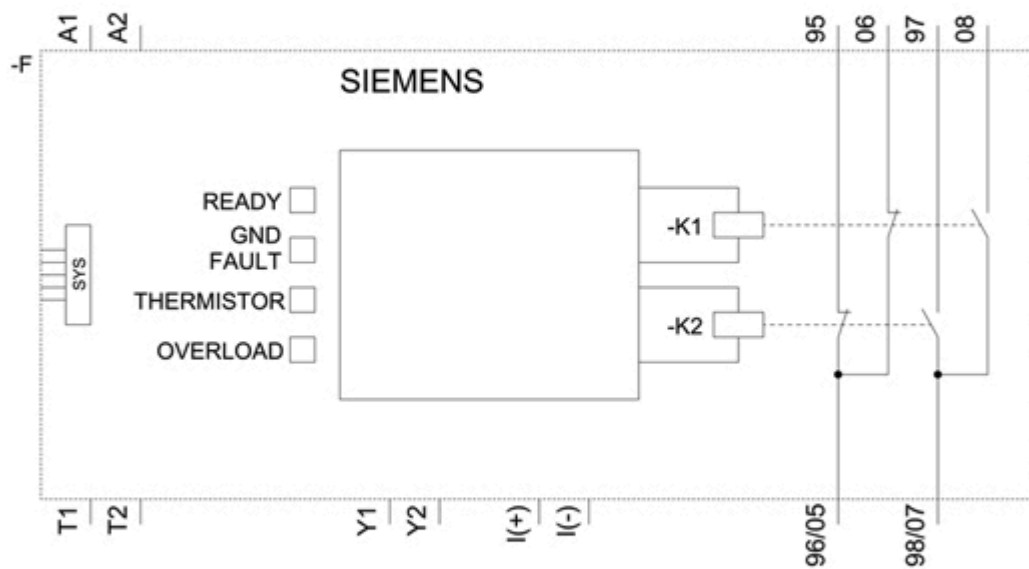 A1
A2
95
06
97
08
-F
SIEMENS
READY
GND
FAULT
THERMISTOR
OVERLOAD
SYS
-K1
-K2
T1
T2
Y1
Y2
I(+)
I(-)
96/05
98/07